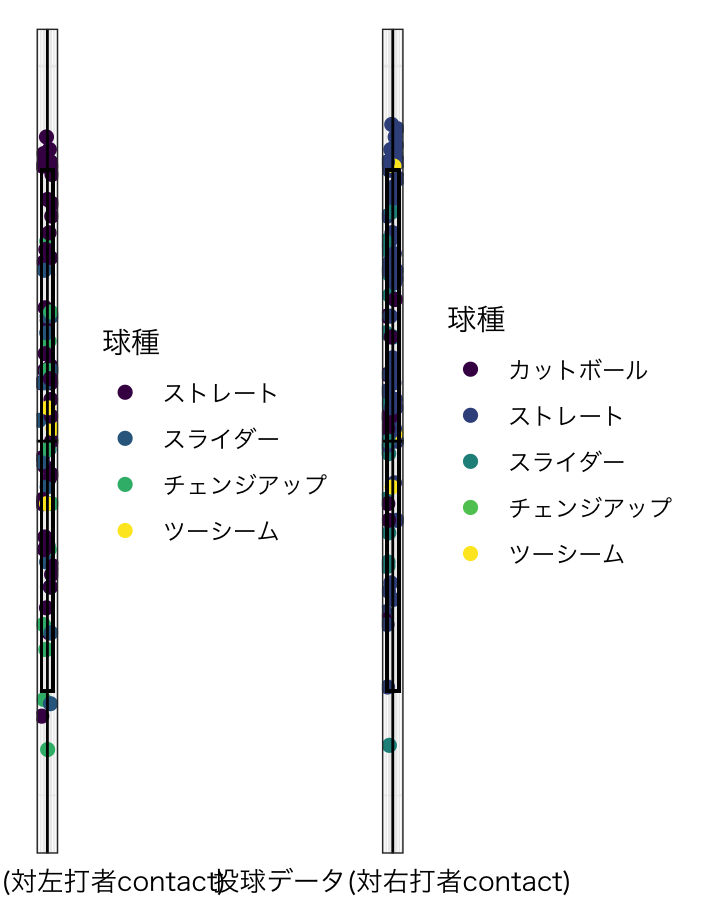 球種
ストレート
スライダー
チェンジアップ
ツーシーム
球種
カットボール
ストレート
スライダー
チェンジアップ
ツーシーム
(対左打者contact)
投球データ(対右打者contact)